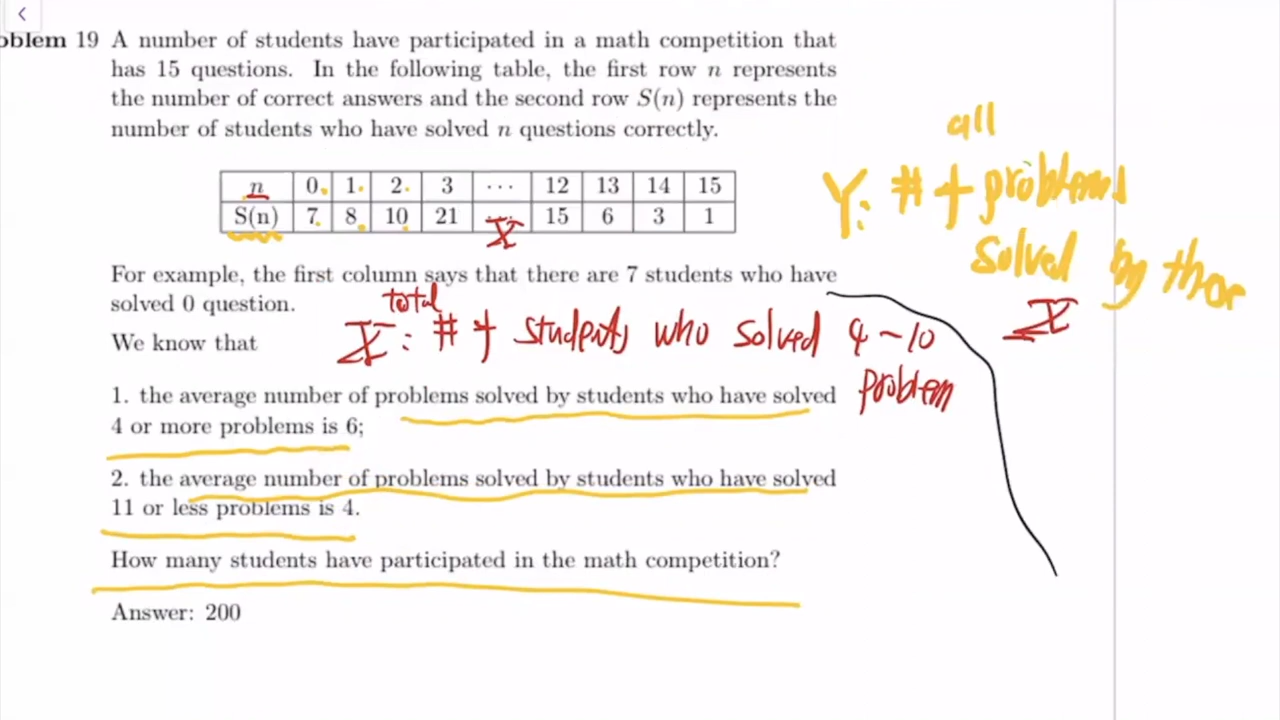 oblem 19 A number of students have participated in a math competition that
has 15 questions. In the following table, the first row n represents
the number of correct answers and the second row S(n) represents the
number of students who have solved n questions correctly.
all
Y: # of problems
solved by those
X
n 0 1 2 3 ... 12 13 14 15
S(n) 7 8 10 21 X 15 6 3 1
For example, the first column says that there are 7 students who have
solved 0 question.
total
X: # of students who solved 4~10
problem
We know that
1. the average number of problems solved by students who have solved
4 or more problems is 6;
2. the average number of problems solved by students who have solved
11 or less problems is 4.
How many students have participated in the math competition?
Answer: 200